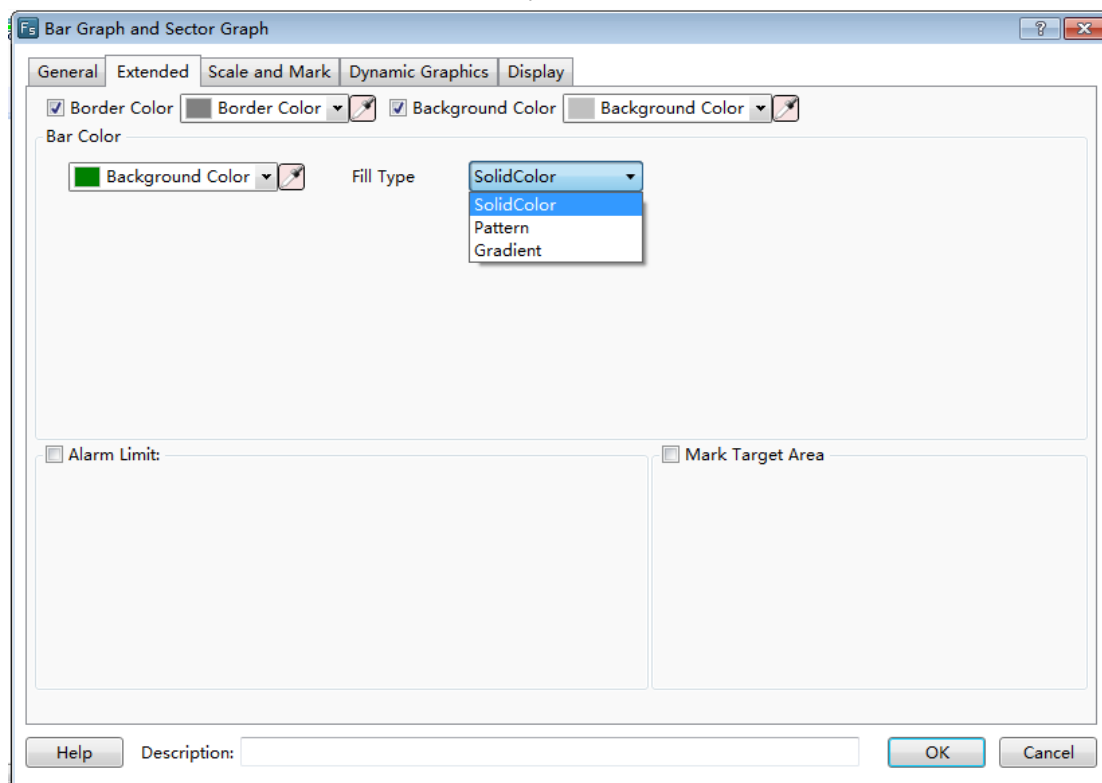 Fs Bar Graph and Sector Graph ?
General Extended Scale and Mark Dynamic Graphics Display
Border Color Border Color Background Color Background Color
Bar Color
Background Color Fill Type SolidColor
SolidColor
Pattern
Gradient
Alarm Limit: Mark Target Area
Help Description: OK Cancel